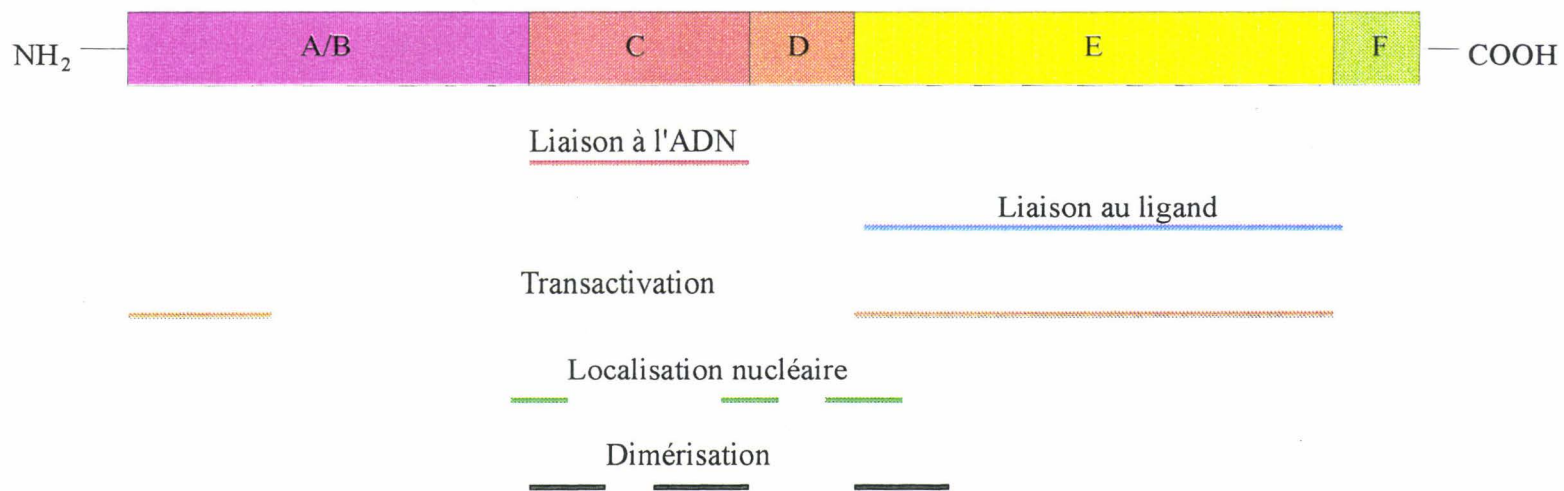 NH₂ A/B C D E F COOH
Liaison à l'ADN
Liaison au ligand
Transactivation
Localisation nucléaire
Dimérisation